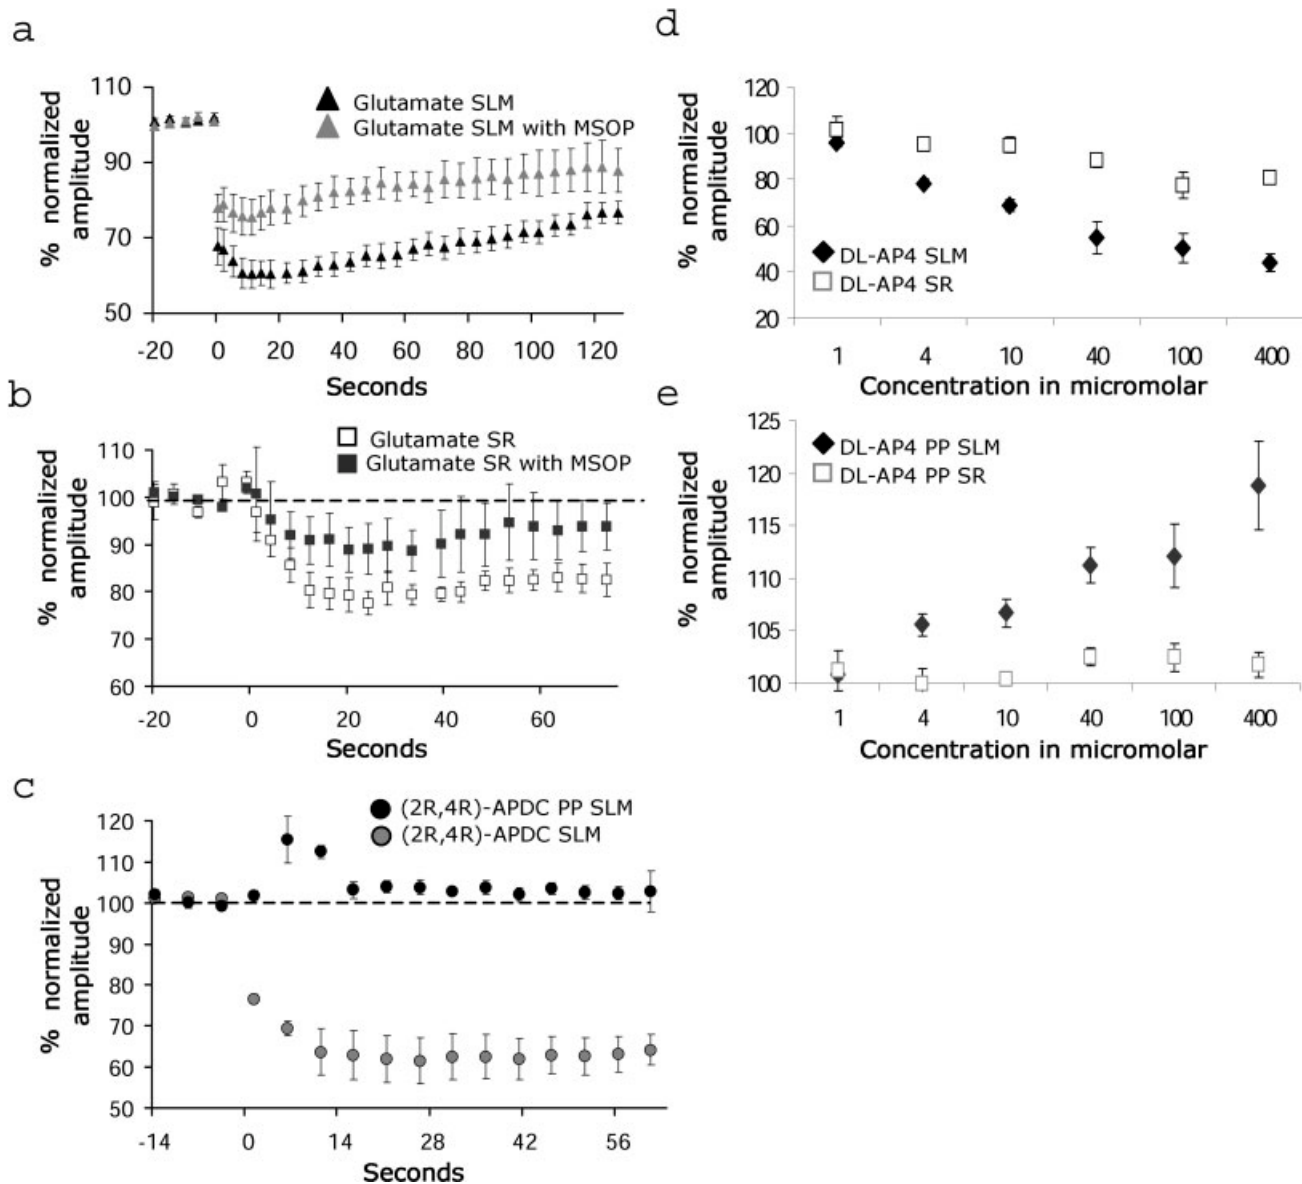 a
% normalized
amplitude
110
90
70
50
Glutamate SLM
Glutamate SLM with MSOP
-20 0 20 40 60 80 100 120
Seconds
b
% normalized
amplitude
110
100
90
80
70
60
Glutamate SR
Glutamate SR with MSOP
-20 0 20 40 60
Seconds
c
% normalized
amplitude
120
110
100
90
80
70
60
50
(2R,4R)-APDC PP SLM
(2R,4R)-APDC SLM
-14 0 14 28 42 56
Seconds
d
% normalized
amplitude
120
100
80
60
40
20
DL-AP4 SLM
DL-AP4 SR
1 4 10 40 100 400
Concentration in micromolar
e
% normalized
amplitude
125
120
115
110
105
100
DL-AP4 PP SLM
DL-AP4 PP SR
1 4 10 40 100 400
Concentration in micromolar